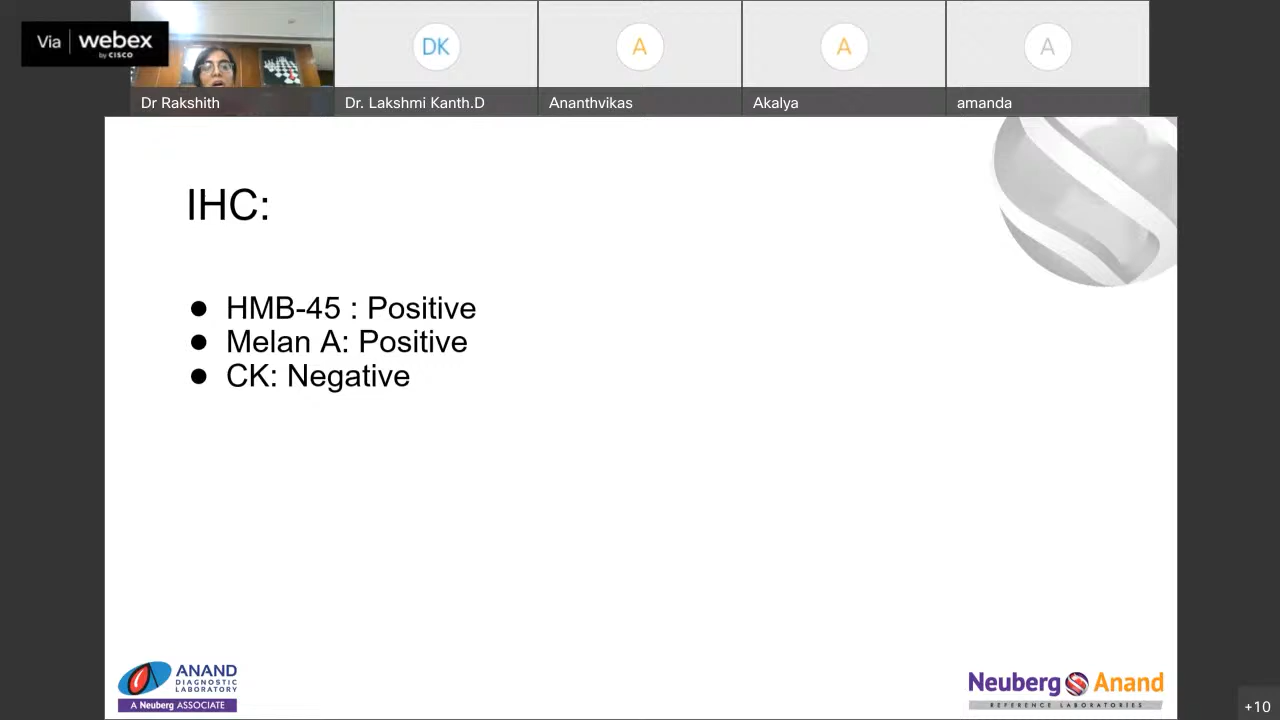 Via webex
by CISCO
Dr Rakshith
DK
Dr. Lakshmi Kanth.D
A
Ananthvikas
A
Akalya
A
amanda
IHC:
● HMB-45 : Positive
● Melan A: Positive
● CK: Negative
ANAND
DIAGNOSTIC
LABORATORY
A Neuberg ASSOCIATE
Neuberg Anand
REFERENCE LABORATORIES
+10